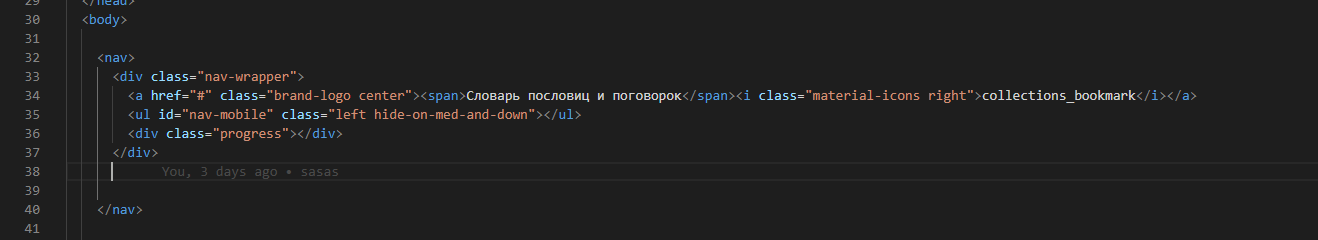 29 </head>
30 <body>
31
32 <nav>
33 <div class="nav-wrapper">
34 <a href="#" class="brand-logo center"><span>Словарь пословиц и поговорок</span><i class="material-icons right">collections_bookmark</i></a>
35 <ul id="nav-mobile" class="left hide-on-med-and-down"></ul>
36 <div class="progress"></div>
37 </div>
38 You, 3 days ago • sasas
39
40 </nav>
41